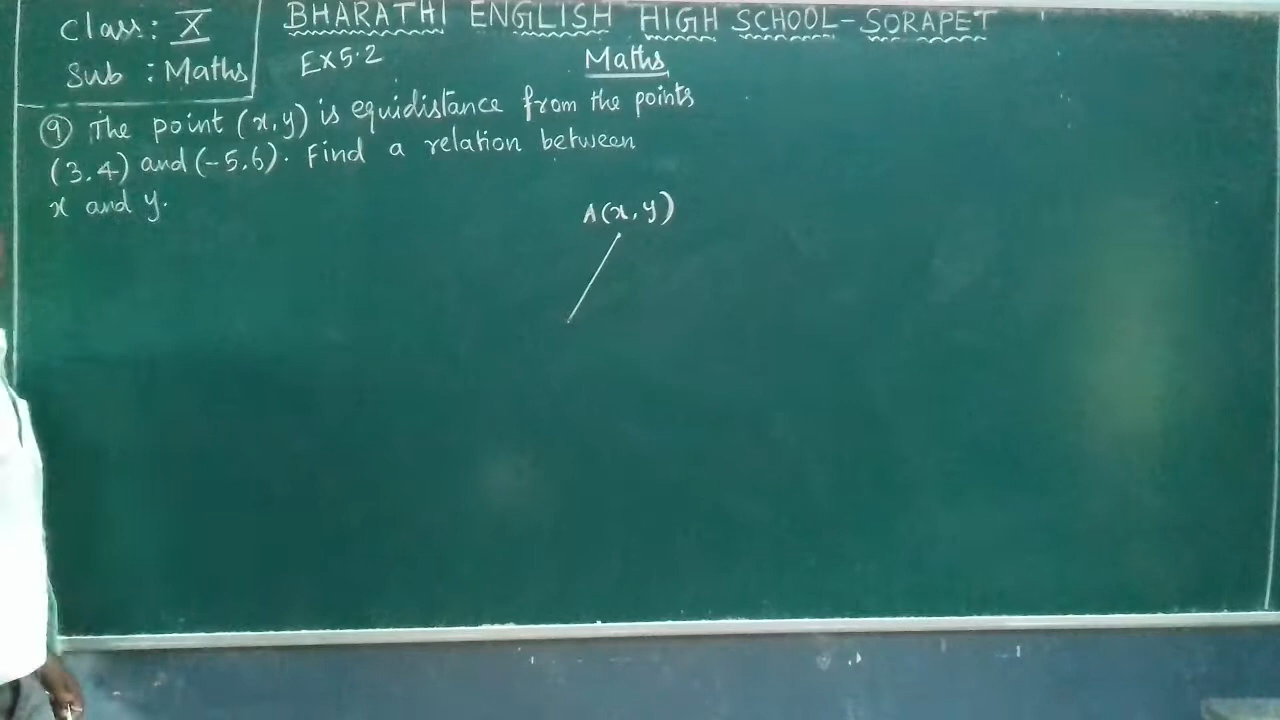 Class: X
Sub : Maths
BHARATHI ENGLISH HIGH SCHOOL-SORAPET
EX 5.2
Maths
9 The point (x,y) is equidistance from the points
(3,4) and (-5,6). Find a relation between
x and y.
A(x,y)